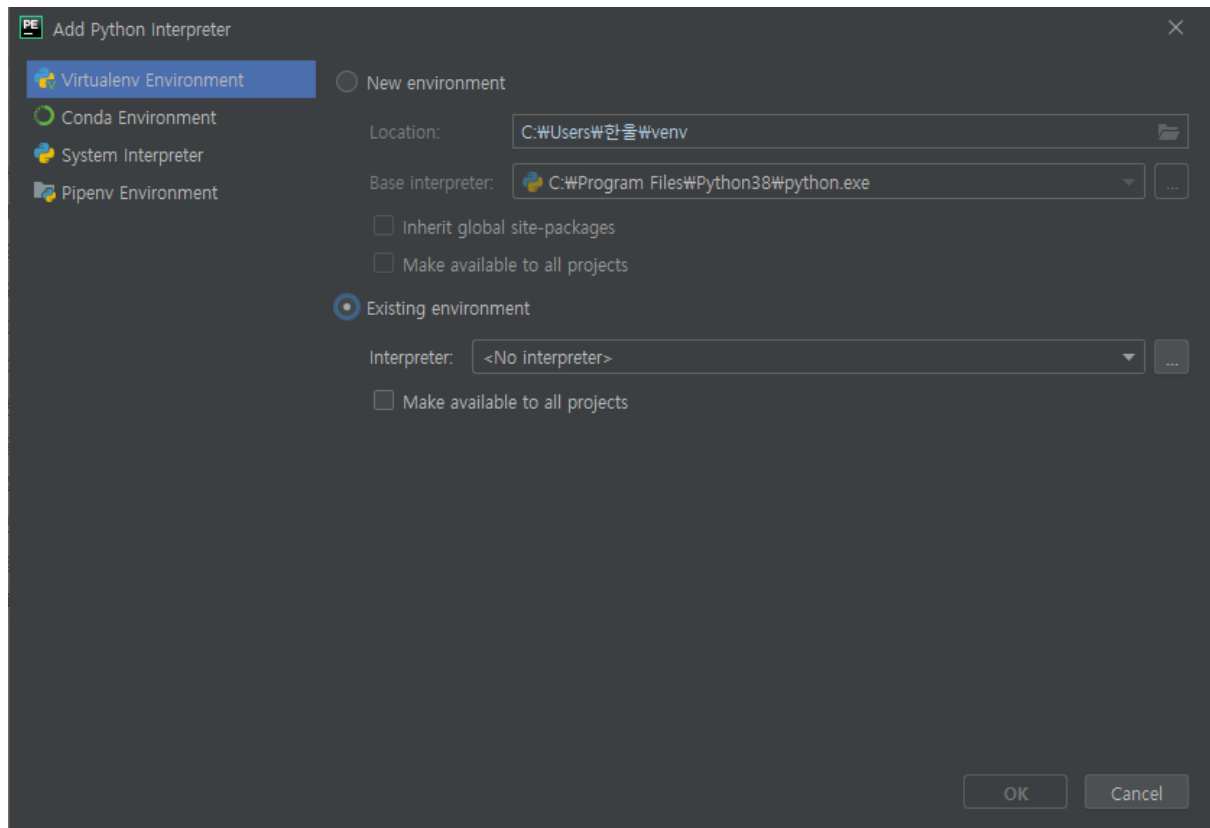 PE Add Python Interpreter
Virtualenv Environment
Conda Environment
System Interpreter
Pipenv Environment
New environment
Location: C:₩Users₩한울₩venv
Base interpreter: C:₩Program Files₩Python38₩python.exe ...
Inherit global site-packages
Make available to all projects
Existing environment
Interpreter: <No interpreter> ...
Make available to all projects
OK Cancel